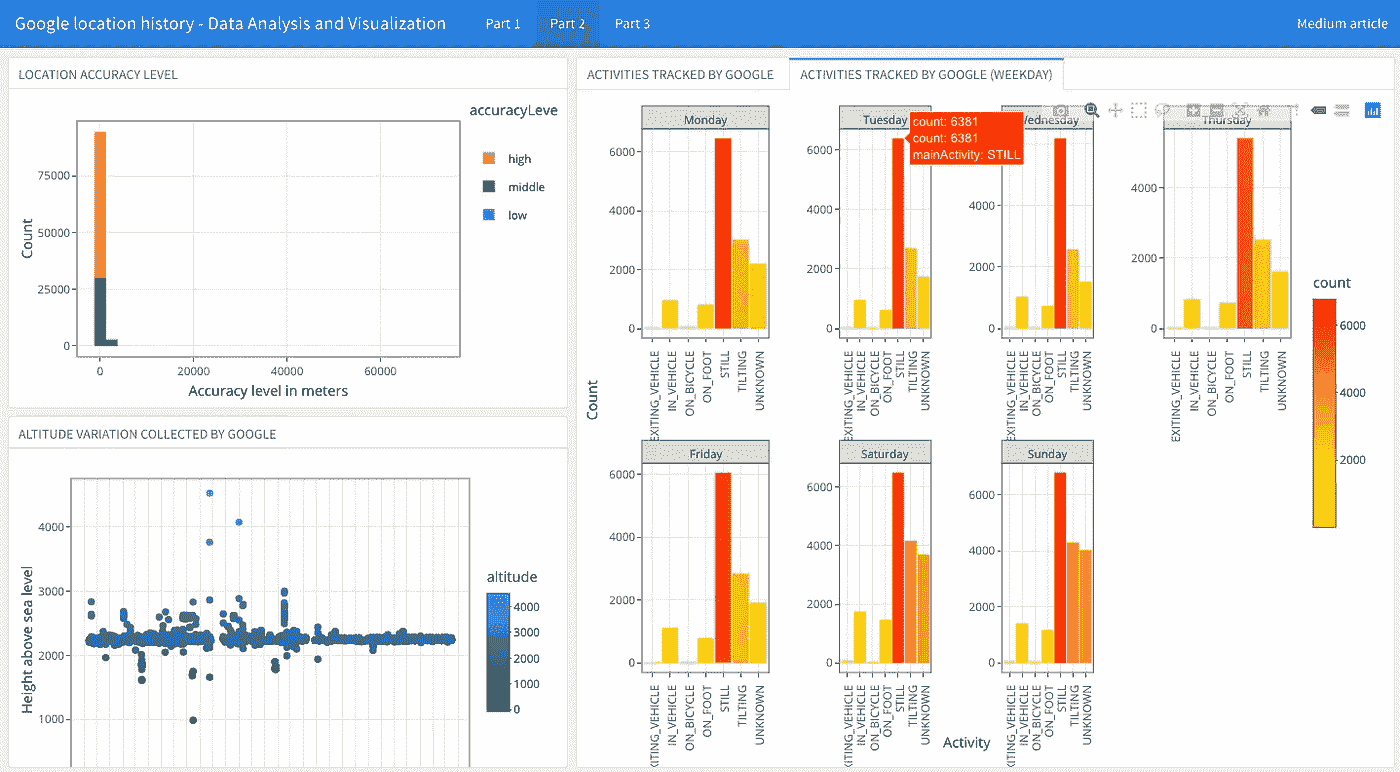 Google location history - Data Analysis and Visualization
Part 1
Part 2
Part 3
Medium article
LOCATION ACCURACY LEVEL
accuracyLeve
high
middle
low
Count
75000
50000
25000
0
0
20000
40000
60000
Accuracy level in meters
ALTITUDE VARIATION COLLECTED BY GOOGLE
Height above sea level
4000
3000
2000
1000
altitude
4000
3000
2000
1000
0
ACTIVITIES TRACKED BY GOOGLE
ACTIVITIES TRACKED BY GOOGLE (WEEKDAY)
Count
Monday
6000
4000
2000
0
EXITING_VEHICLE
IN_VEHICLE
ON_BICYCLE
ON_FOOT
STILL
TILTING
UNKNOWN
Tuesday
count: 6381
count: 6381
mainActivity: STILL
6000
4000
2000
0
EXITING_VEHICLE
IN_VEHICLE
ON_BICYCLE
ON_FOOT
STILL
TILTING
UNKNOWN
Wednesday
4000
2000
0
EXITING_VEHICLE
IN_VEHICLE
ON_BICYCLE
ON_FOOT
STILL
TILTING
UNKNOWN
Thursday
4000
2000
0
EXITING_VEHICLE
IN_VEHICLE
ON_BICYCLE
ON_FOOT
STILL
TILTING
UNKNOWN
count
6000
4000
2000
Friday
6000
4000
2000
0
XITING_VEHICLE
IN_VEHICLE
ON_BICYCLE
ON_FOOT
STILL
TILTING
UNKNOWN
Saturday
6000
4000
2000
0
XITING_VEHICLE
IN_VEHICLE
ON_BICYCLE
ON_FOOT
STILL
TILTING
UNKNOWN
Sunday
6000
4000
2000
0
XITING_VEHICLE
IN_VEHICLE
ON_BICYCLE
ON_FOOT
STILL
TILTING
UNKNOWN
Activity